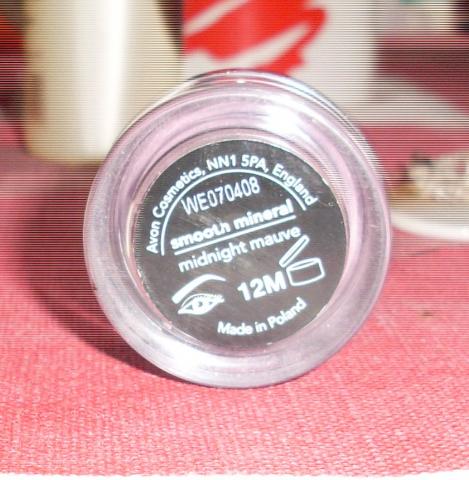 Avon Cosmetics, NN1 5PA, England
WE070408
smooth mineral
midnight mauve
12M
Made in Poland